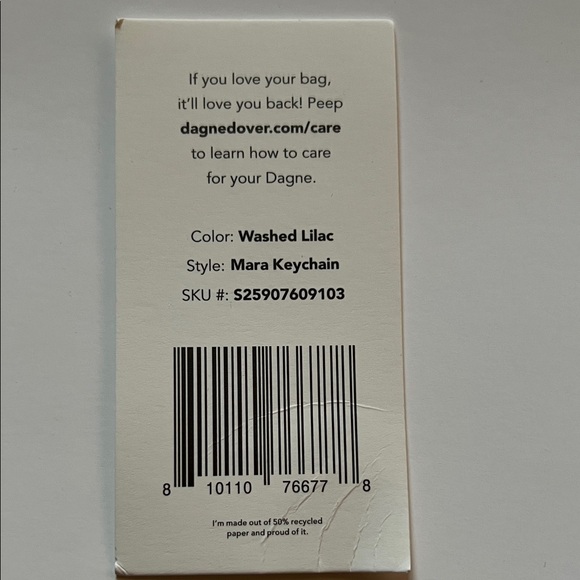 If you love your bag,
it'll love you back! Peep
dagnedover.com/care
to learn how to care
for your Dagne.
Color: Washed Lilac
Style: Mara Keychain
SKU #: S25907609103
8 10110 76677 8
I'm made out of 50% recycled
paper and proud of it.